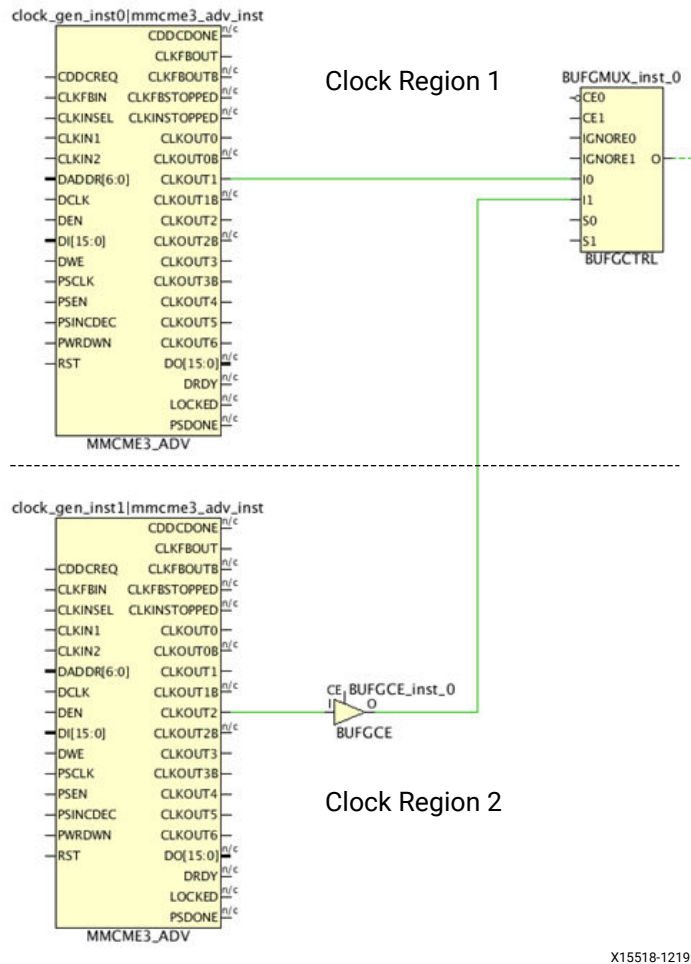 clock_gen_inst0|mmcme3_adv_inst
CDDCDONE n/c
CLKFBOUT
CDDCREQ CLKFBOUTB n/c
CLKFBIN CLKFBSTOPPED n/c
CLKINSEL CLKINSTOPPED n/c
CLKIN1 CLKOUT0
CLKIN2 CLKOUT0B n/c
DADDR[6:0] CLKOUT1
DCLK CLKOUT1B n/c
DEN CLKOUT2
DI[15:0] CLKOUT2B n/c
DWE CLKOUT3
PSCLK CLKOUT3B n/c
PSEN CLKOUT4
PSINCDEC CLKOUT5
PWRDWN CLKOUT6
RST DO[15:0] n/c
DRDY n/c
LOCKED n/c
PSDONE n/c
MMCME3_ADV
Clock Region 1
BUFGMUX_inst_0
CE0
CE1
IGNORE0
IGNORE1 O
I0
I1
S0
S1
BUFGCTRL
clock_gen_inst1|mmcme3_adv_inst
CDDCDONE n/c
CLKFBOUT
CDDCREQ CLKFBOUTB n/c
CLKFBIN CLKFBSTOPPED n/c
CLKINSEL CLKINSTOPPED n/c
CLKIN1 CLKOUT0
CLKIN2 CLKOUT0B n/c
DADDR[6:0] CLKOUT1
DCLK CLKOUT1B n/c
DEN CLKOUT2
DI[15:0] CLKOUT2B n/c
DWE CLKOUT3
PSCLK CLKOUT3B n/c
PSEN CLKOUT4
PSINCDEC CLKOUT5
PWRDWN CLKOUT6
RST DO[15:0] n/c
DRDY n/c
LOCKED n/c
PSDONE n/c
MMCME3_ADV
CE BUFGCE_inst_0
I O
BUFGCE
Clock Region 2
X15518-1219